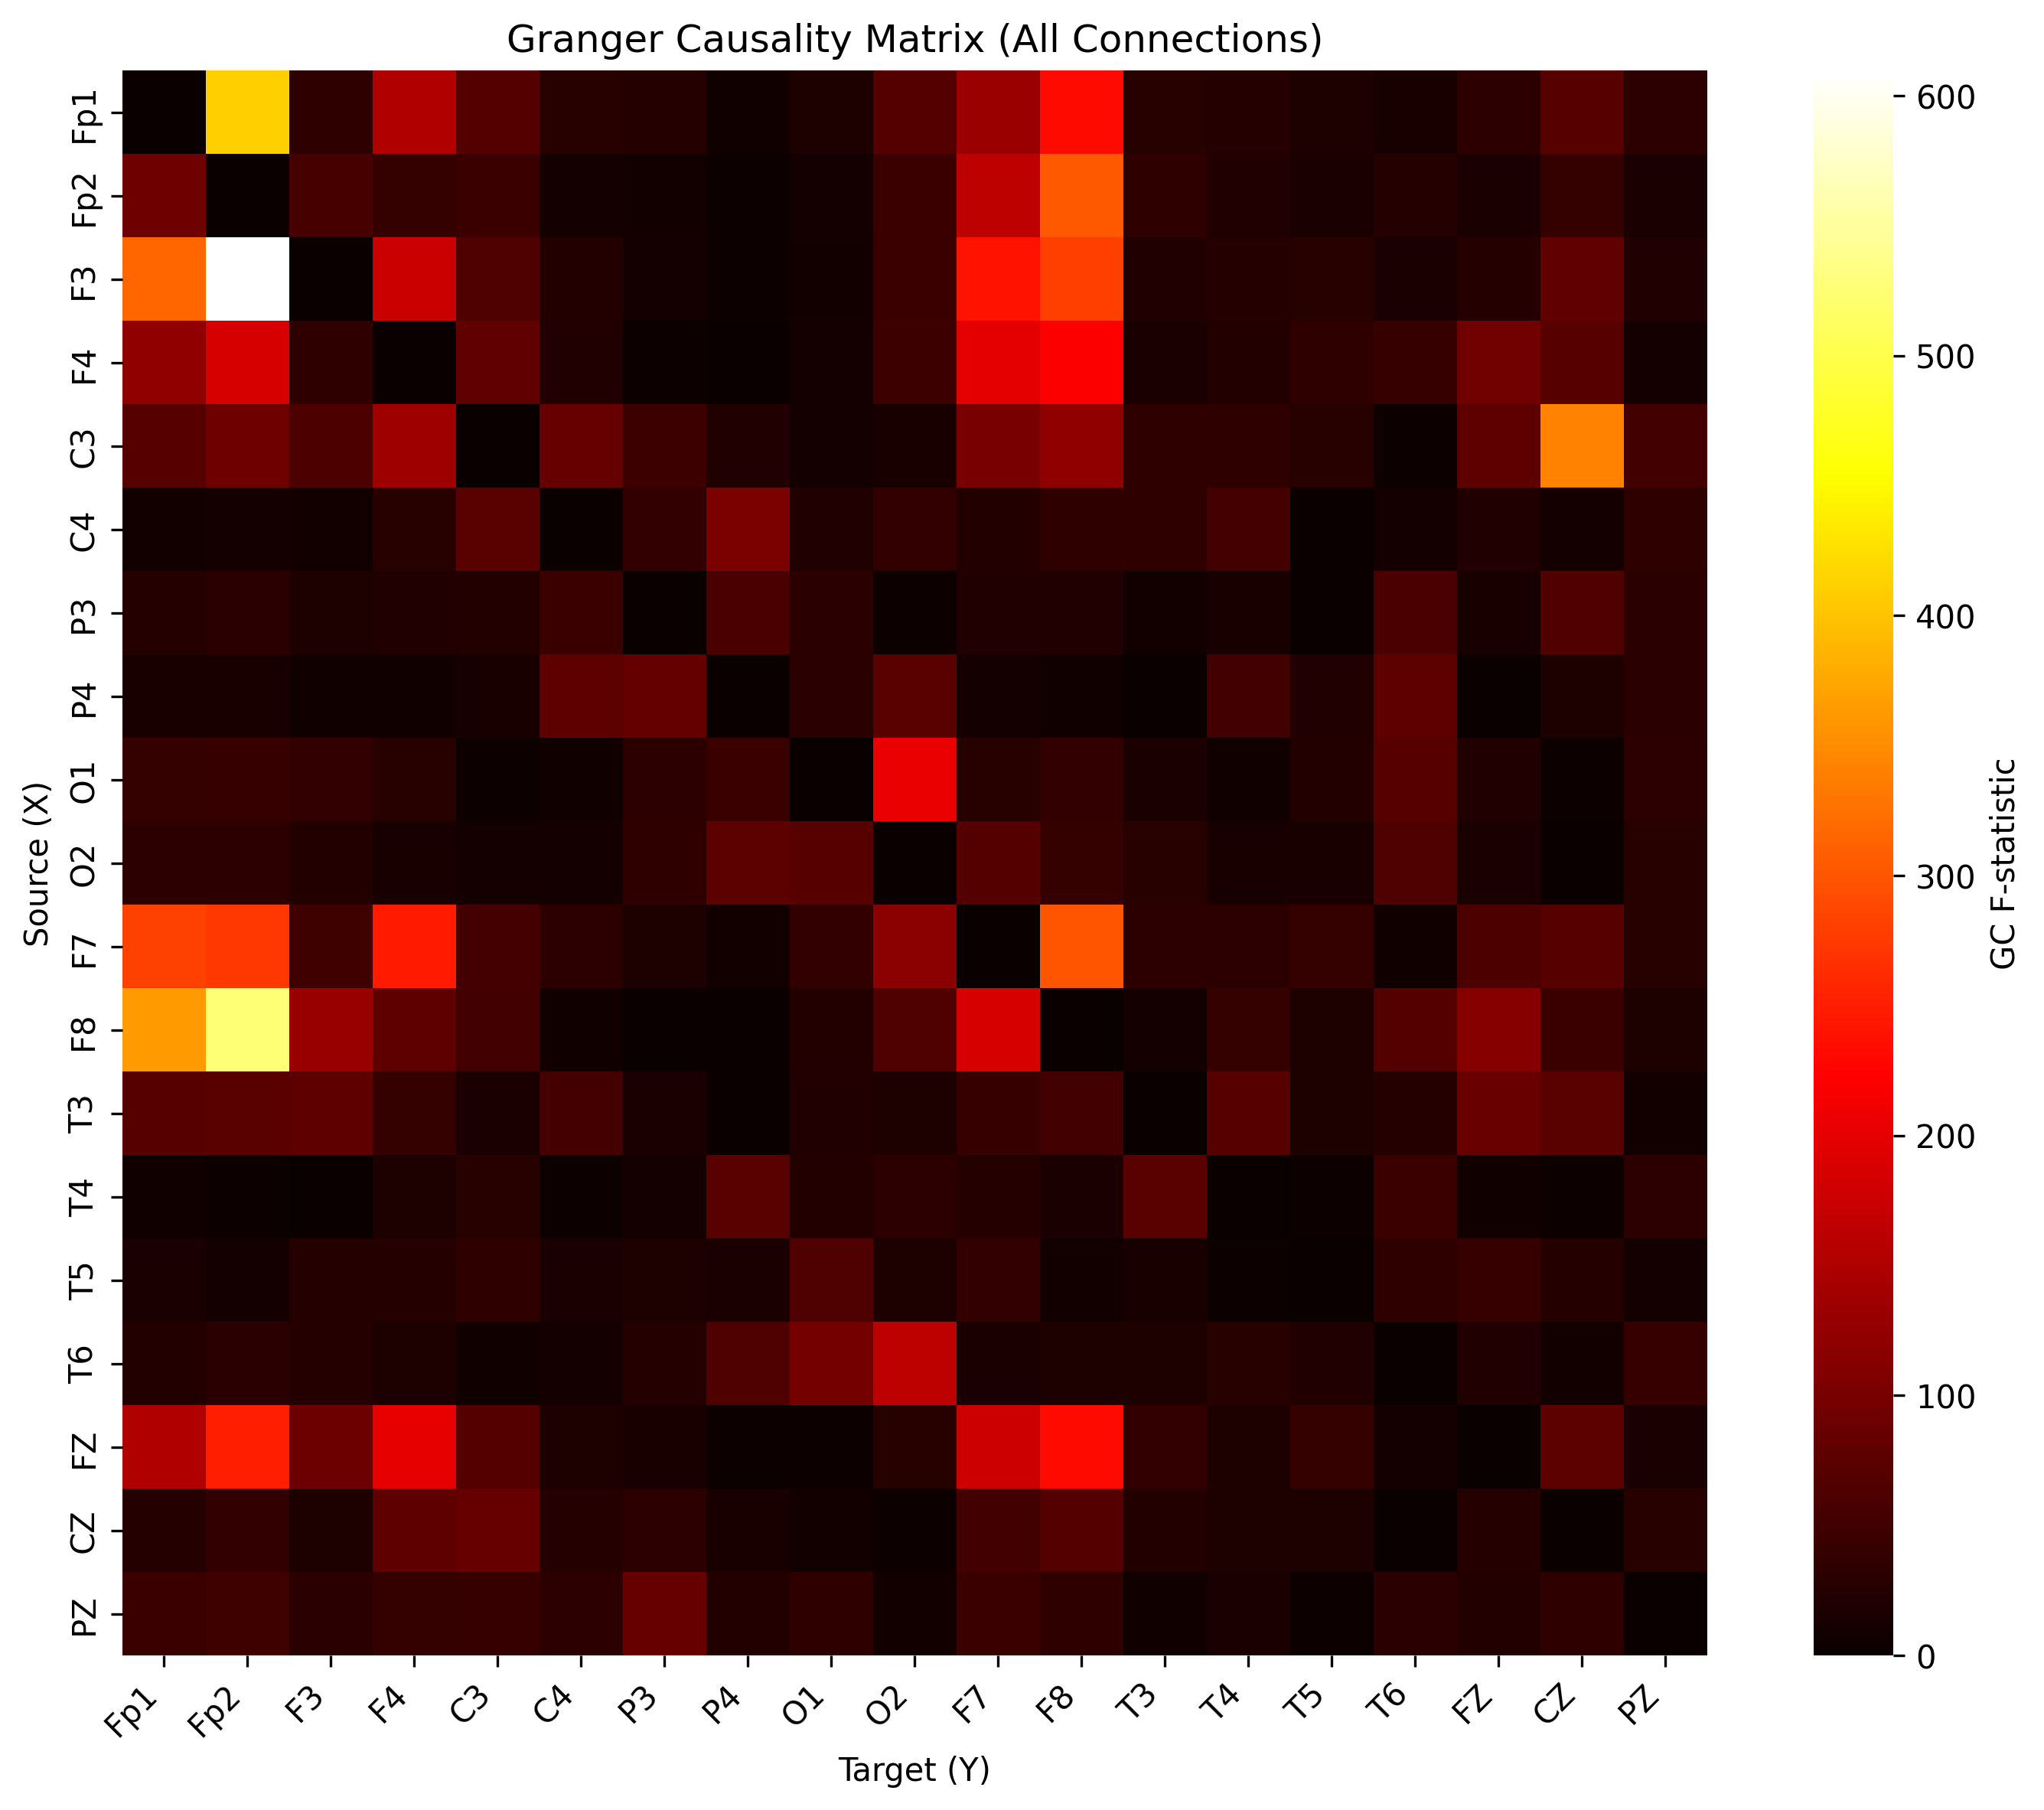 Granger Causality Matrix (All Connections)
Source (X)
Fp1
Fp2
F3
F4
C3
C4
P3
P4
O1
O2
F7
F8
T3
T4
T5
T6
FZ
CZ
PZ
Fp1 Fp2 F3 F4 C3 C4 P3 P4 O1 O2 F7 F8 T3 T4 T5 T6 FZ CZ PZ
Target (Y)
600
500
400
300
200
100
0
GC F-statistic